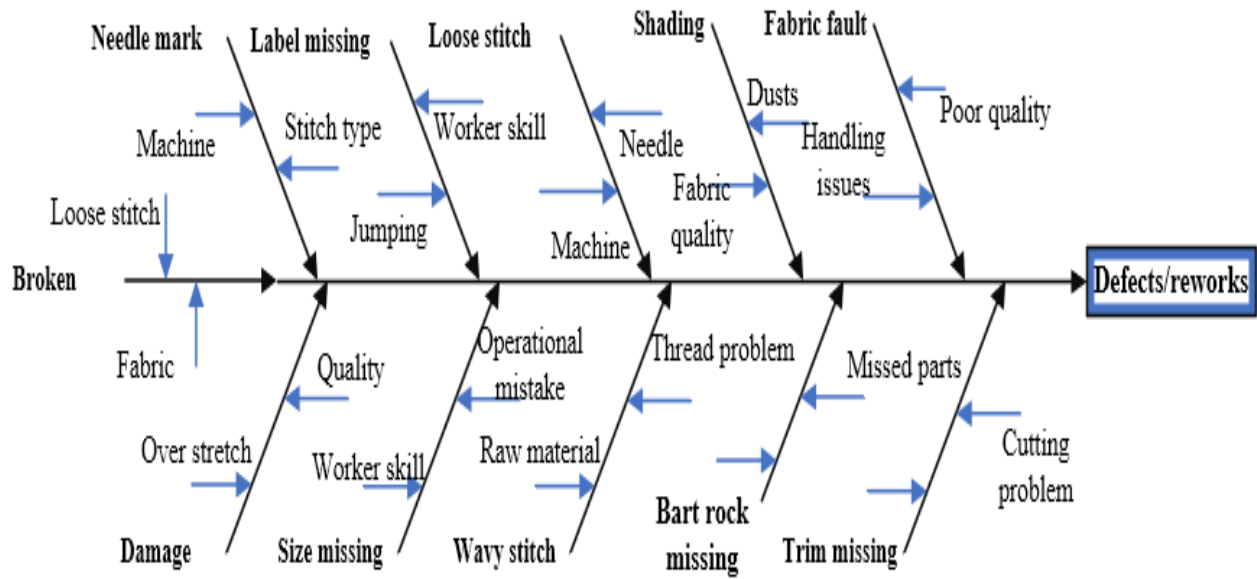 Needle mark
Label missing
Loose stitch
Shading
Fabric fault
Machine
Stitch type
Worker skill
Jumping
Needle
Machine
Dusts
Fabric
quality
Handling
issues
Poor quality
Loose stitch
Broken
Fabric
Defects/reworks
Quality
Over stretch
Operational
mistake
Worker skill
Thread problem
Raw material
Missed parts
Cutting
problem
Damage
Size missing
Wavy stitch
Bart rock
missing
Trim missing